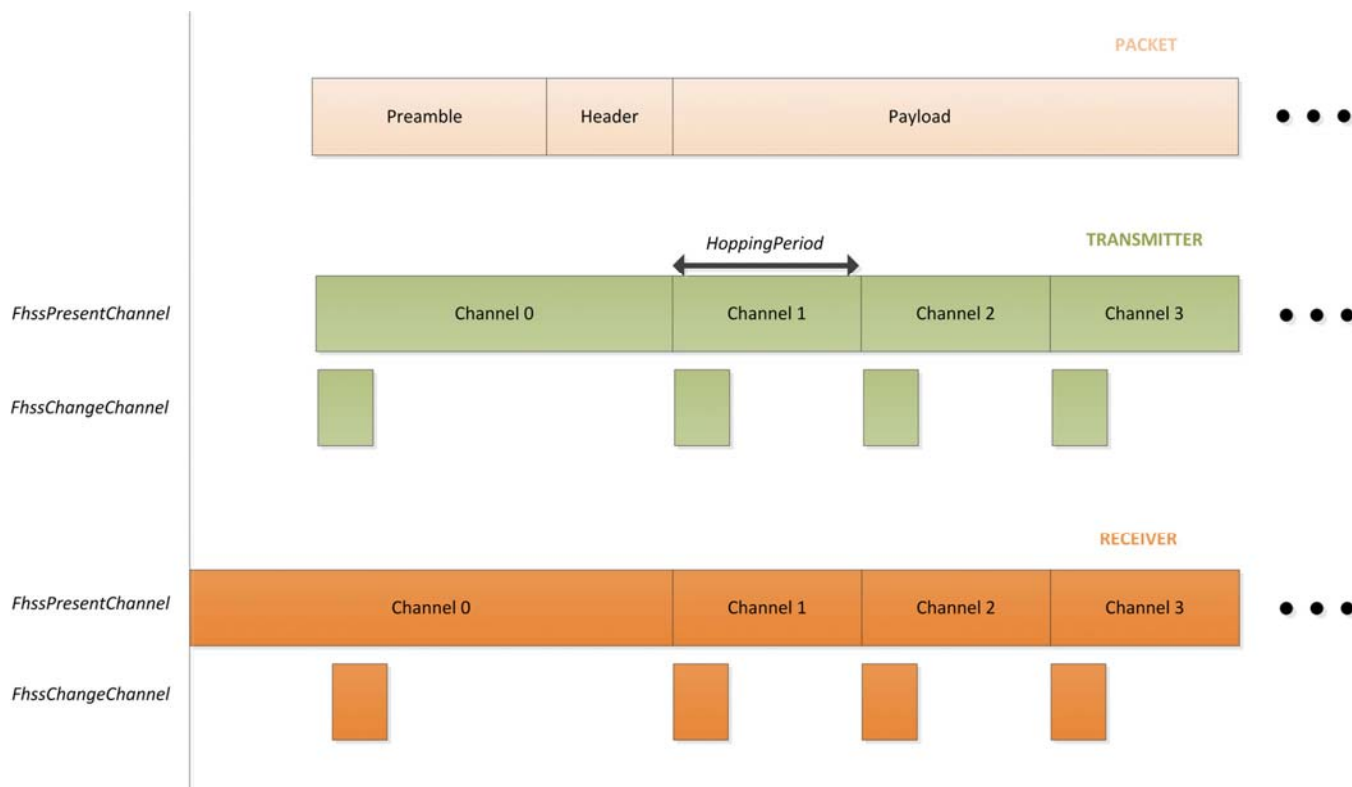 PACKET
Preamble Header Payload
HoppingPeriod TRANSMITTER
FhssPresentChannel Channel 0 Channel 1 Channel 2 Channel 3
FhssChangeChannel
RECEIVER
FhssPresentChannel Channel 0 Channel 1 Channel 2 Channel 3
FhssChangeChannel